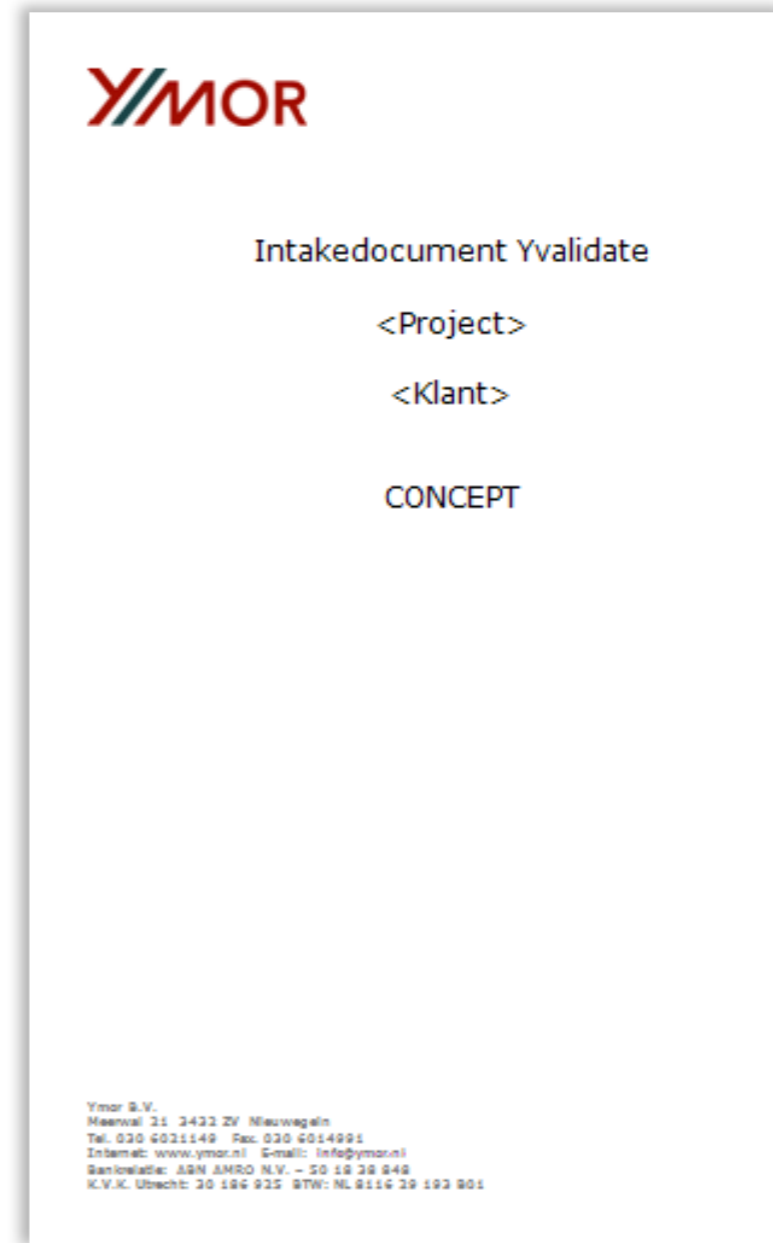 YMOR
Intakedocument Yvalidate
<Project>
<Klant>
CONCEPT
Ymor B.V.
Meerwal 21 3432 ZV Nieuwegein
Tel. 030 6021149 Fax. 030 6014991
Internet: www.ymor.nl E-mail: info@ymor.nl
Bankrelatie: ABN AMRO N.V. – 50 18 38 848
K.V.K. Utrecht: 30 186 925 BTW: NL 8116 29 193 B01